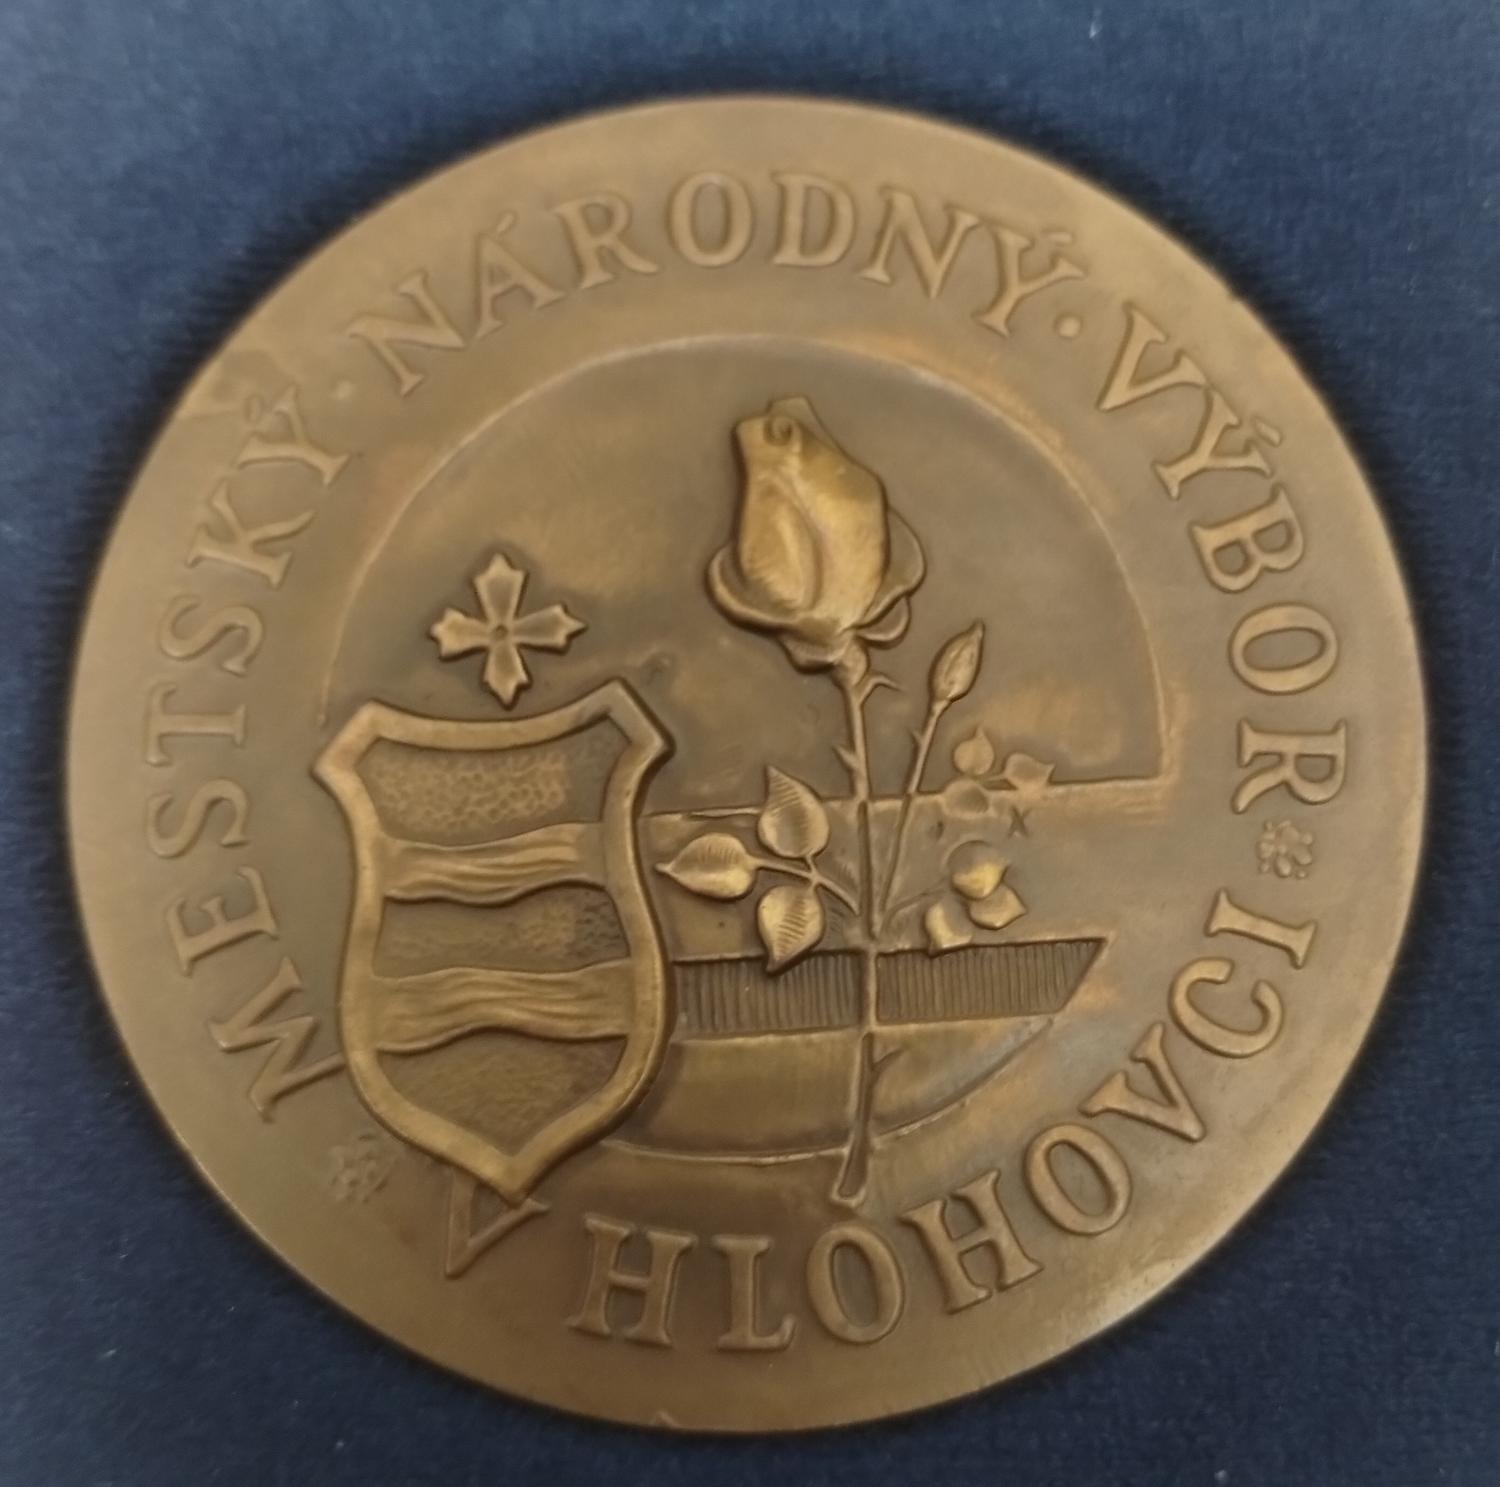 MESTSKÝ · NÁRODNÝ · VÝBOR
V HLOHOVCI